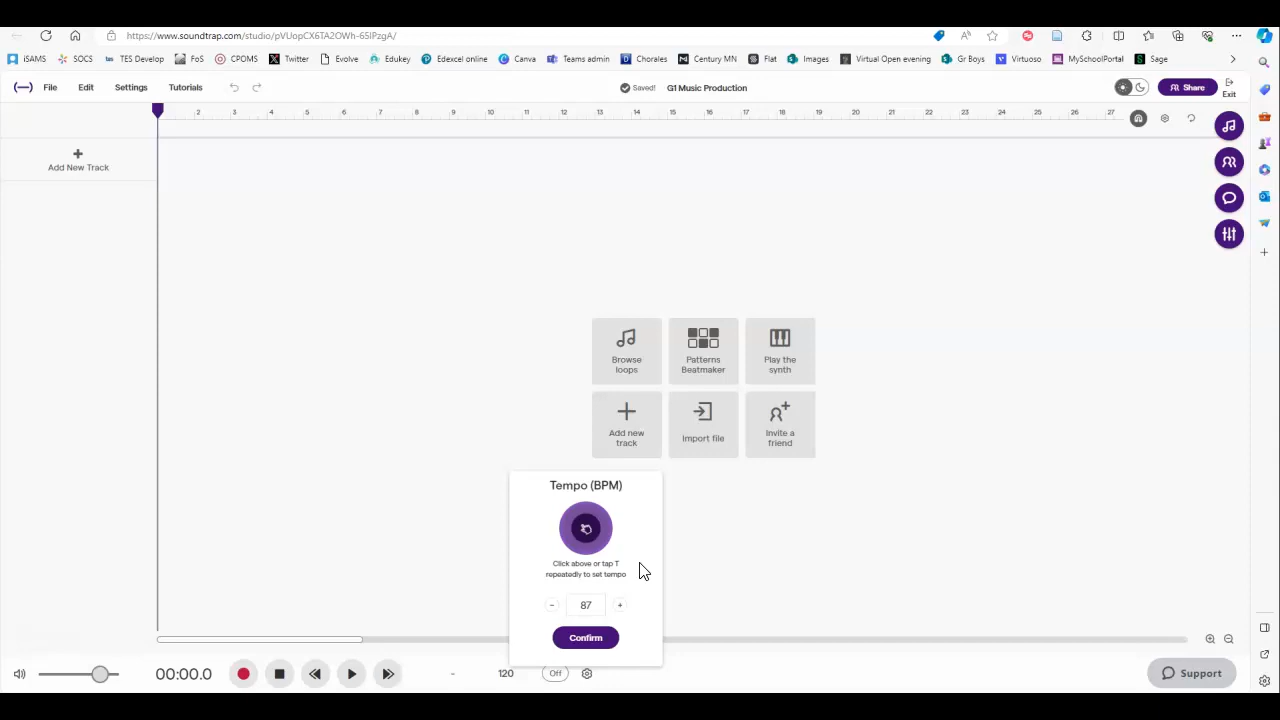 https://www.soundtrap.com/studio/pVUopCX6TA2OWh-65IPzgA/
iSAMS SOCS TES Develop FoS CPOMS Twitter Evolve Edukey Edexcel online Canva Teams admin Chorales Century MN Flat Images Virtual Open evening Gr Boys Virtuoso MySchoolPortal Sage
File Edit Settings Tutorials Saved! G1 Music Production Share Exit
2 3 4 5 6 7 8 9 10 11 12 13 14 15 16 17 18 19 20 21 22 23 24 25 26 27
Add New Track
Browse
loops
Patterns
Beatmaker
Play the
synth
Add new
track
Import file
Invite a
friend
Tempo (BPM)
Click above or tap T
repeatedly to set tempo
- 87 +
Confirm
00:00.0 - 120 Off Support